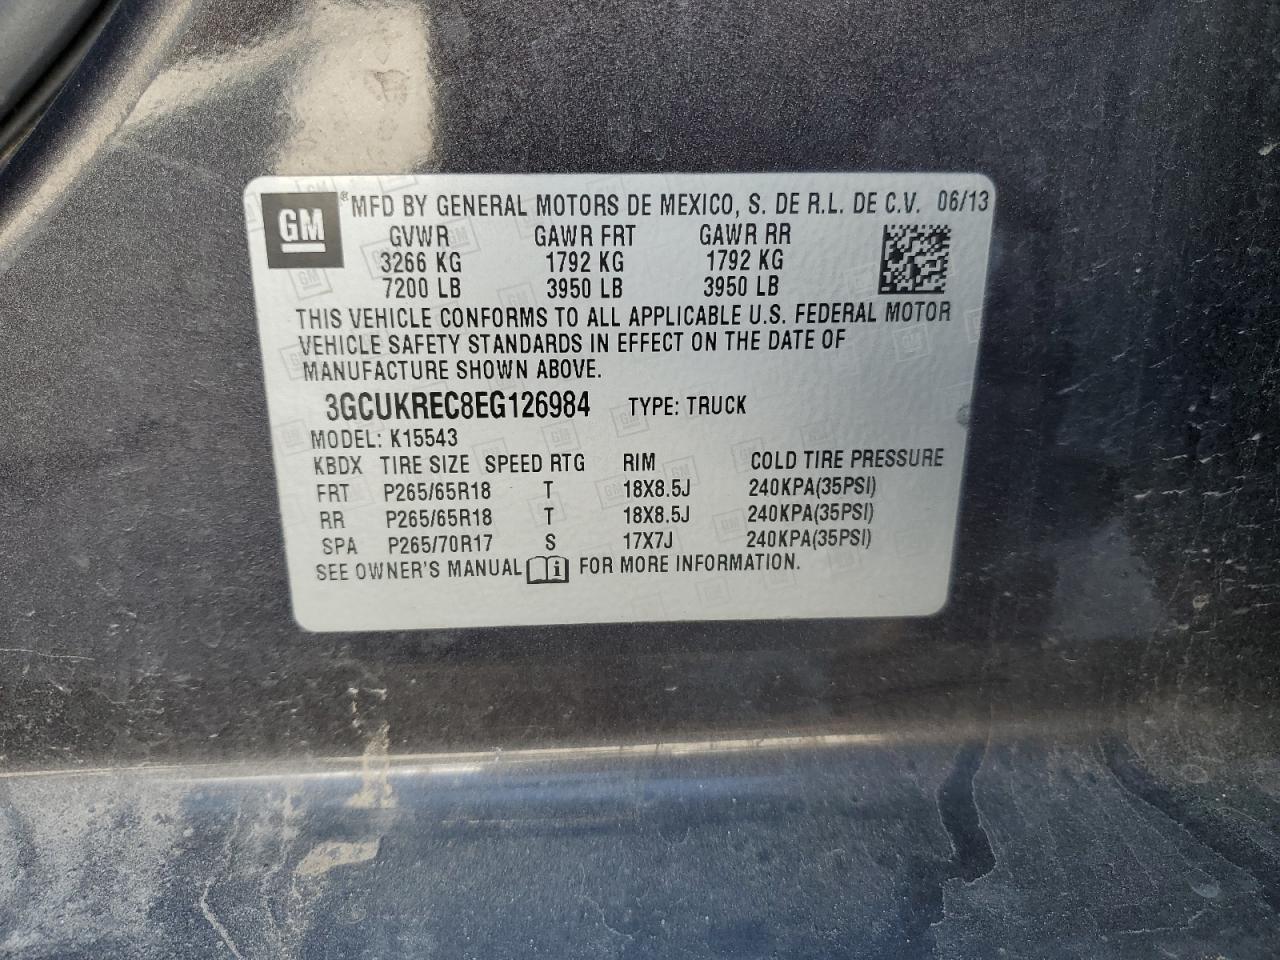 GM ® MFD BY GENERAL MOTORS DE MEXICO, S. DE R.L. DE C.V. 06/13
GVWR GAWR FRT GAWR RR
3266 KG 1792 KG 1792 KG
7200 LB 3950 LB 3950 LB
THIS VEHICLE CONFORMS TO ALL APPLICABLE U.S. FEDERAL MOTOR
VEHICLE SAFETY STANDARDS IN EFFECT ON THE DATE OF
MANUFACTURE SHOWN ABOVE.
3GCUKREC8EG126984 TYPE: TRUCK
MODEL: K15543
KBDX TIRE SIZE SPEED RTG RIM COLD TIRE PRESSURE
FRT P265/65R18 T 18X8.5J 240KPA(35PSI)
RR P265/65R18 T 18X8.5J 240KPA(35PSI)
SPA P265/70R17 S 17X7J 240KPA(35PSI)
SEE OWNER'S MANUAL i FOR MORE INFORMATION.